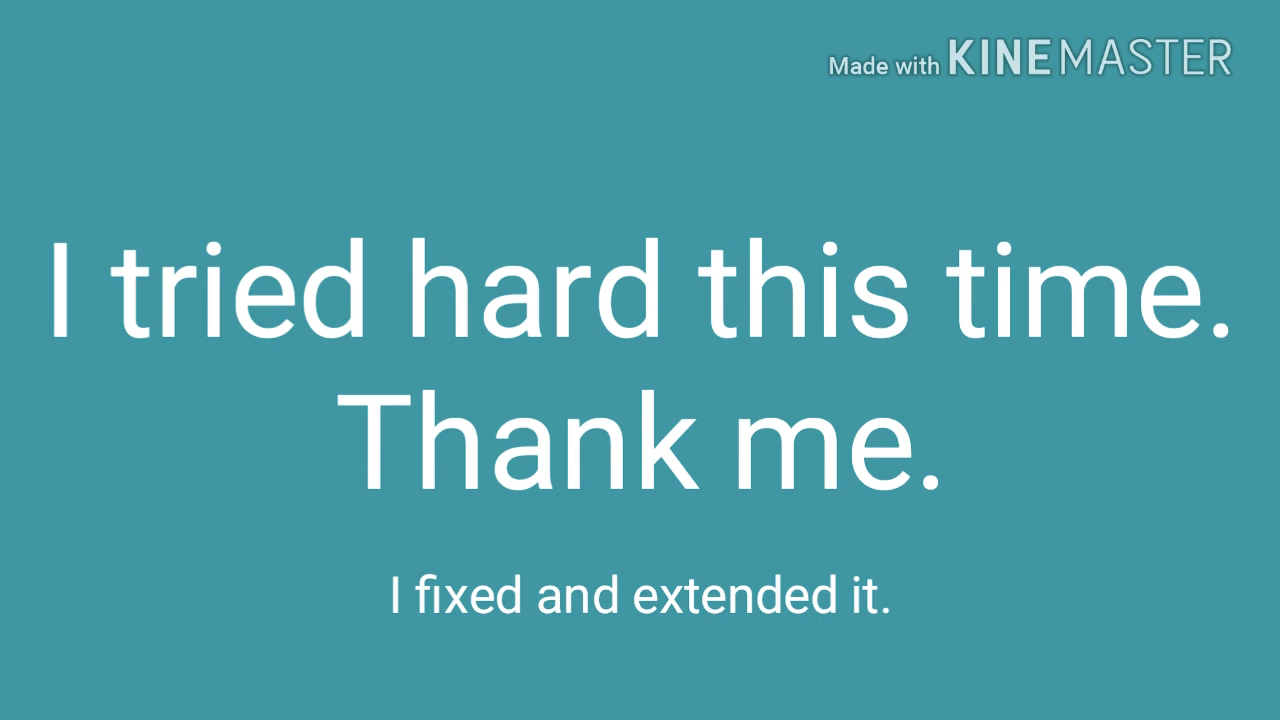 Made with KINEMASTER
I tried hard this time.
Thank me.
I fixed and extended it.